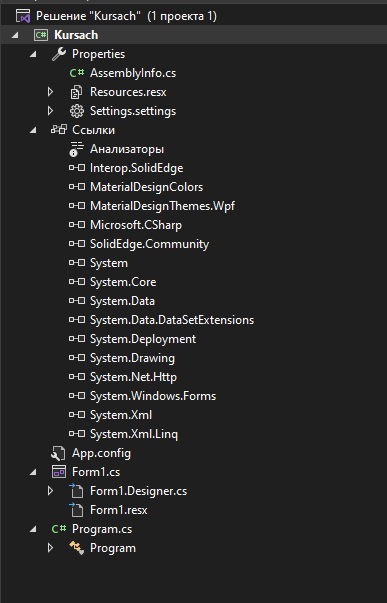 Решение "Kursach" (1 проекта 1)
C# Kursach
Properties
C# AssemblyInfo.cs
Resources.resx
Settings.settings
Ссылки
Анализаторы
Interop.SolidEdge
MaterialDesignColors
MaterialDesignThemes.Wpf
Microsoft.CSharp
SolidEdge.Community
System
System.Core
System.Data
System.Data.DataSetExtensions
System.Deployment
System.Drawing
System.Net.Http
System.Windows.Forms
System.Xml
System.Xml.Linq
App.config
Form1.cs
Form1.Designer.cs
Form1.resx
C# Program.cs
Program